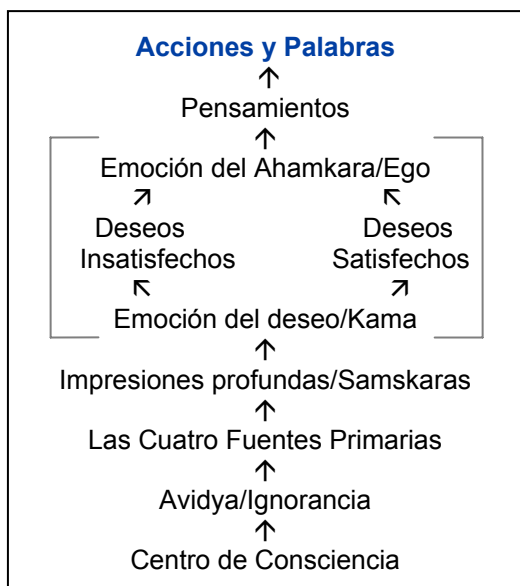 Acciones y Palabras
↑
Pensamientos
↑
Emoción del Ahamkara/Ego
↗ ↖
Deseos Deseos
Insatisfechos Satisfechos
↖ ↗
Emoción del deseo/Kama
↑
Impresiones profundas/Samskaras
↑
Las Cuatro Fuentes Primarias
↑
Avidya/Ignorancia
↑
Centro de Consciencia